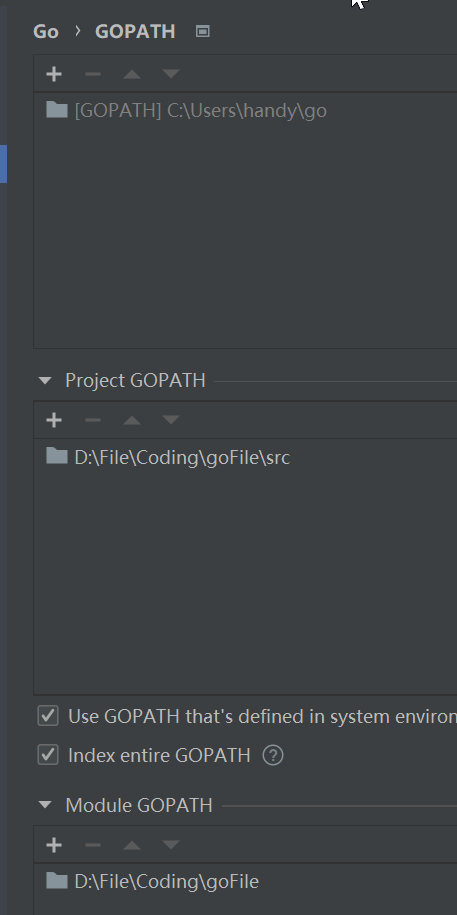 Go › GOPATH
[GOPATH] C:\Users\handy\go
Project GOPATH
D:\File\Coding\goFile\src
Use GOPATH that's defined in system environ
Index entire GOPATH ?
Module GOPATH
D:\File\Coding\goFile